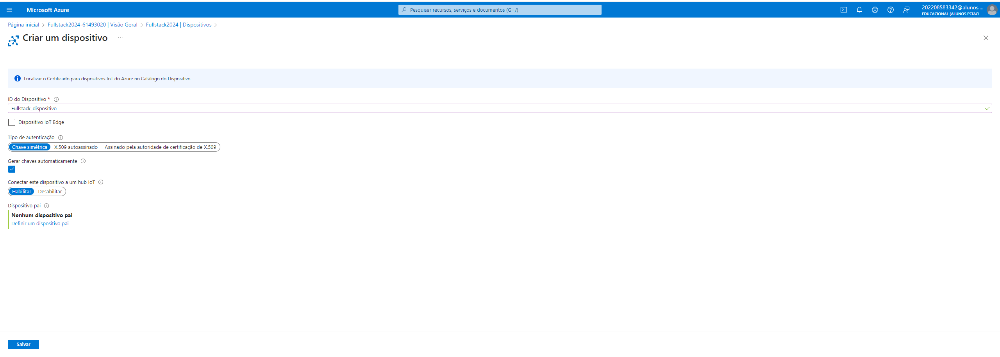 Microsoft Azure
Pesquisar recursos, serviços e documentos (G+/)
202208583342@alunos....
EDUCACIONAL (ALUNOS.ESTACI...
Página inicial > Fullstack2024-61493020 | Visão Geral > Fullstack2024 | Dispositivos >
Criar um dispositivo ...
Localizar o Certificado para dispositivos IoT do Azure no Catálogo do Dispositivo
ID do Dispositivo *
Fullstack_dispositivo
Dispositivo IoT Edge
Tipo de autenticação
Chave simétrica X.509 autoassinado Assinado pela autoridade de certificação de X.509
Gerar chaves automaticamente
Conectar este dispositivo a um hub IoT
Habilitar Desabilitar
Dispositivo pai
Nenhum dispositivo pai
Definir um dispositivo pai
Salvar